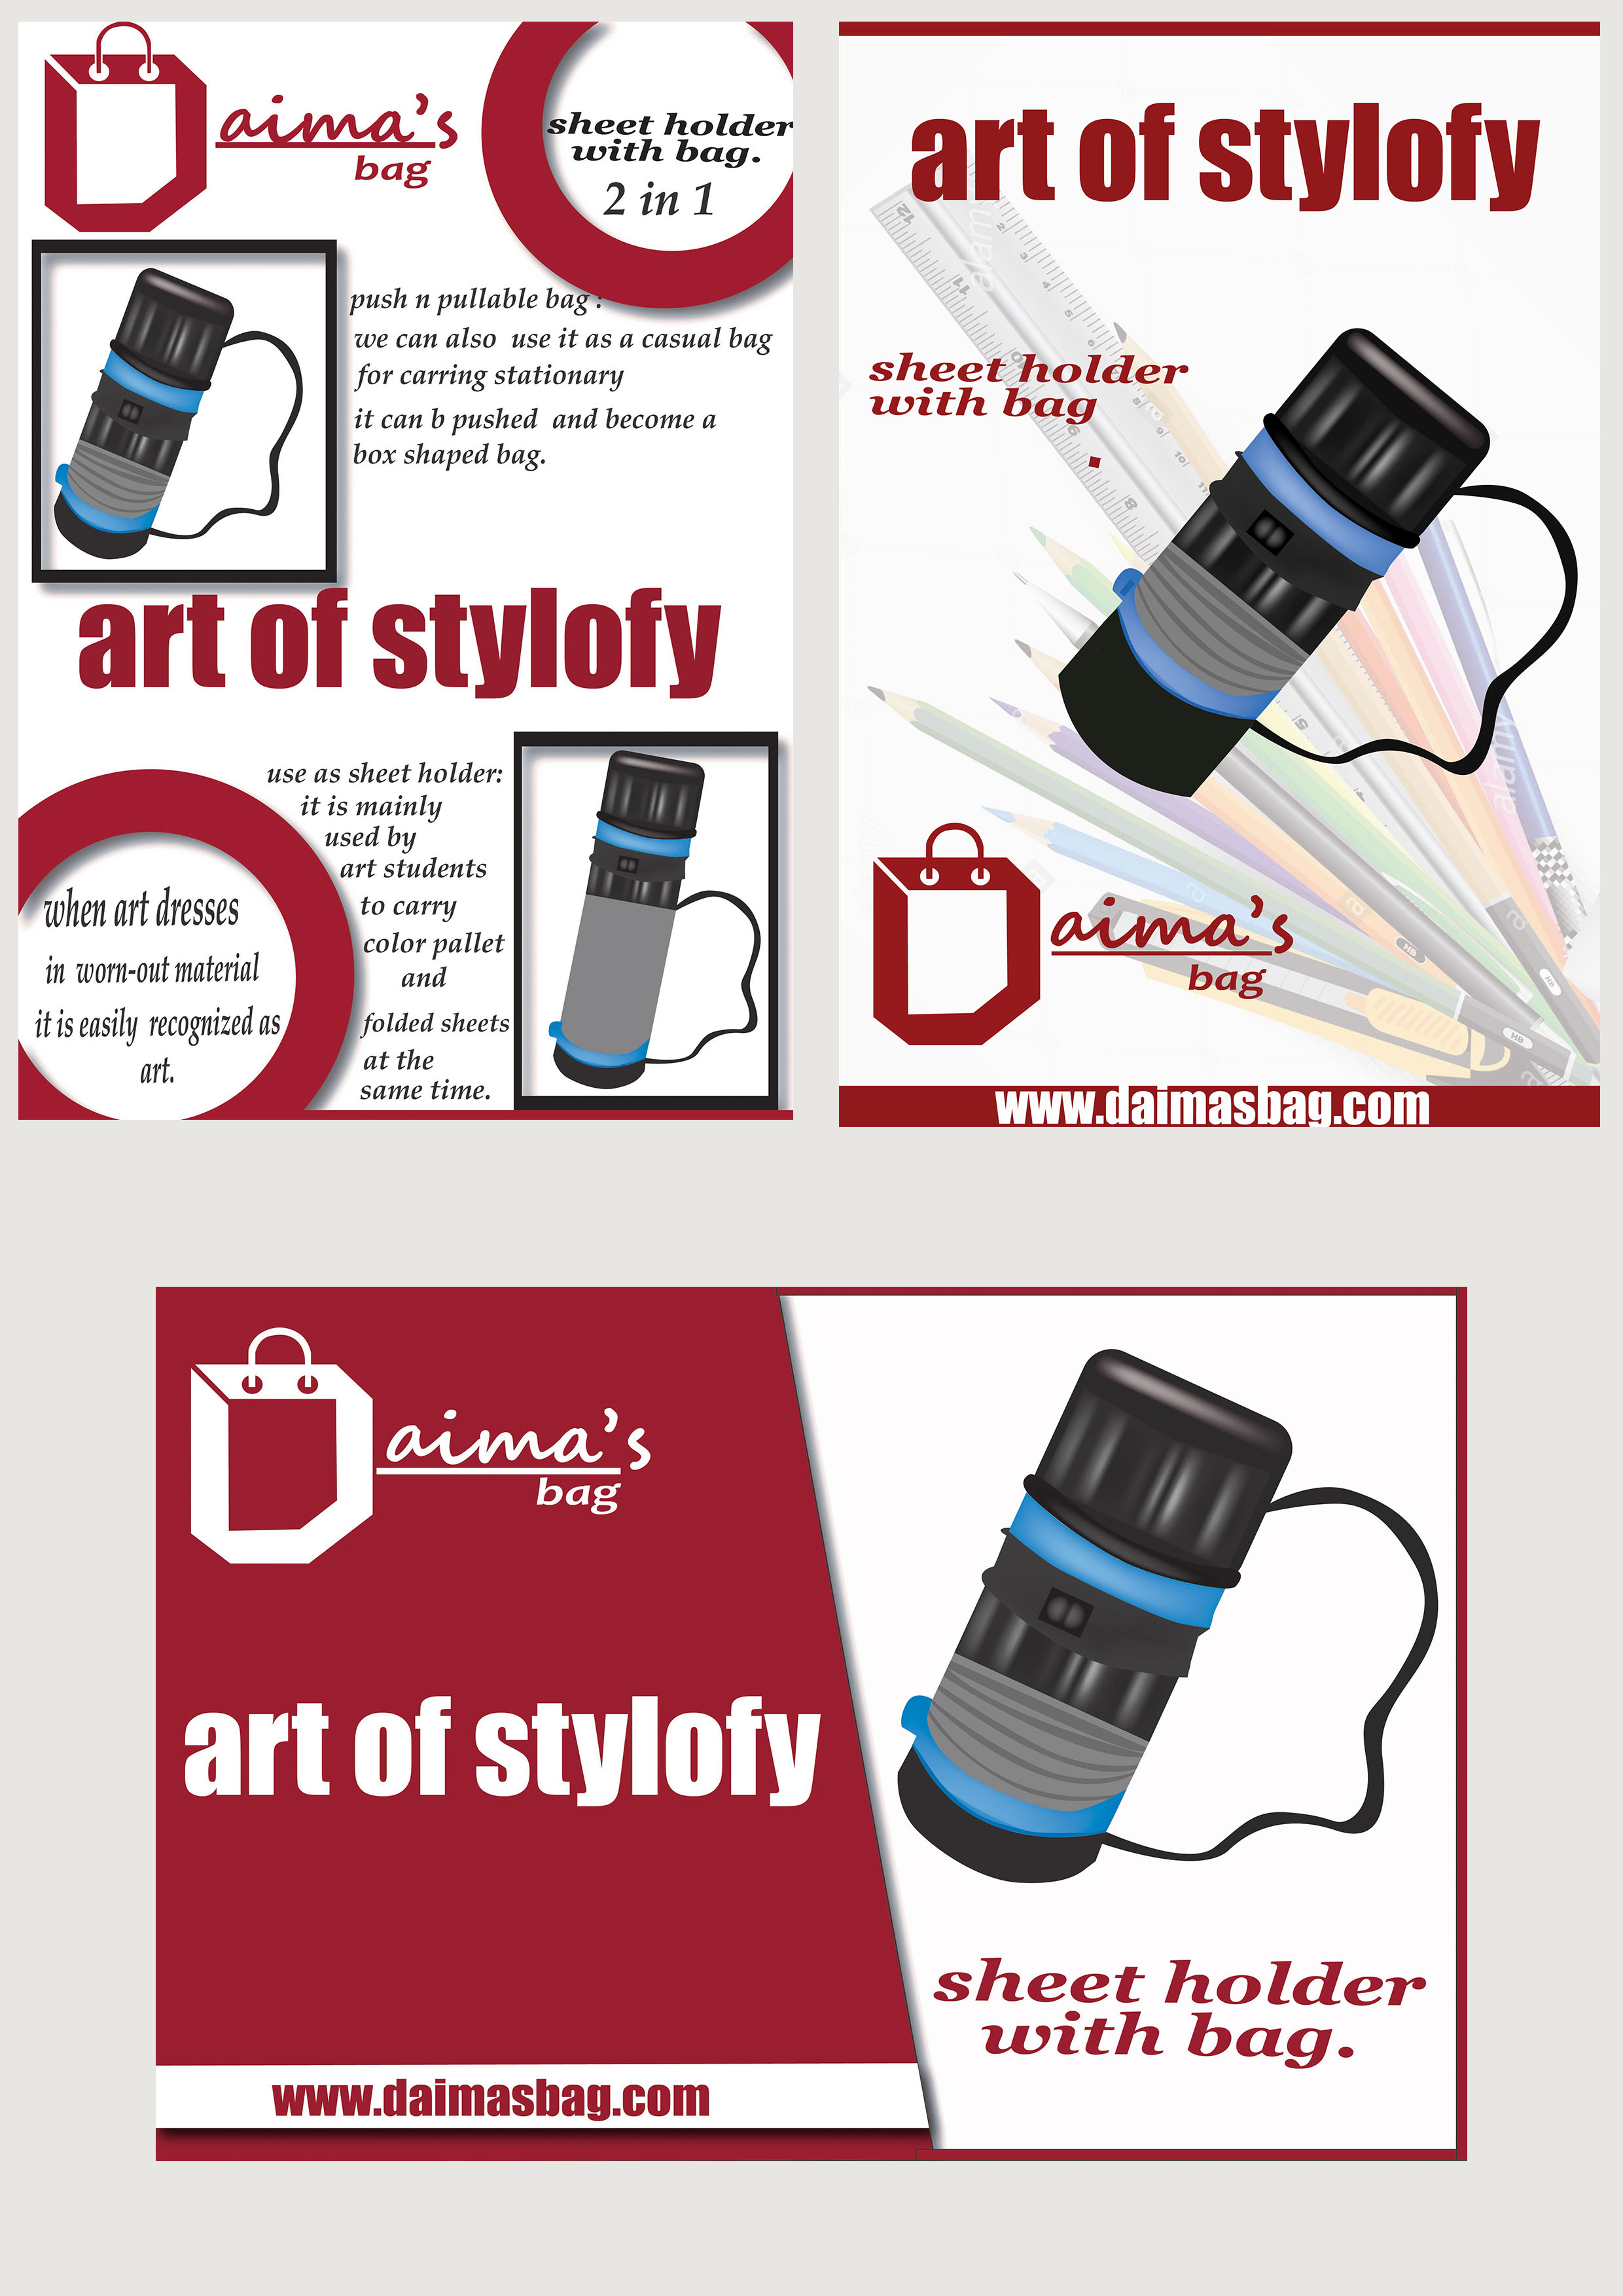 aima's
bag
sheet holder
with bag.
2 in 1
push n pullable bag :
we can also use it as a casual bag
for carring stationary
it can b pushed and become a
box shaped bag.
art of stylofy
use as sheet holder:
it is mainly
used by
art students
to carry
color pallet
and
folded sheets
at the
same time.
when art dresses
in worn-out material
it is easily recognized as
art.
art of stylofy
sheet holder
with bag
.
aima's
bag
www.daimasbag.com
aima's
bag
art of stylofy
www.daimasbag.com
sheet holder
with bag.